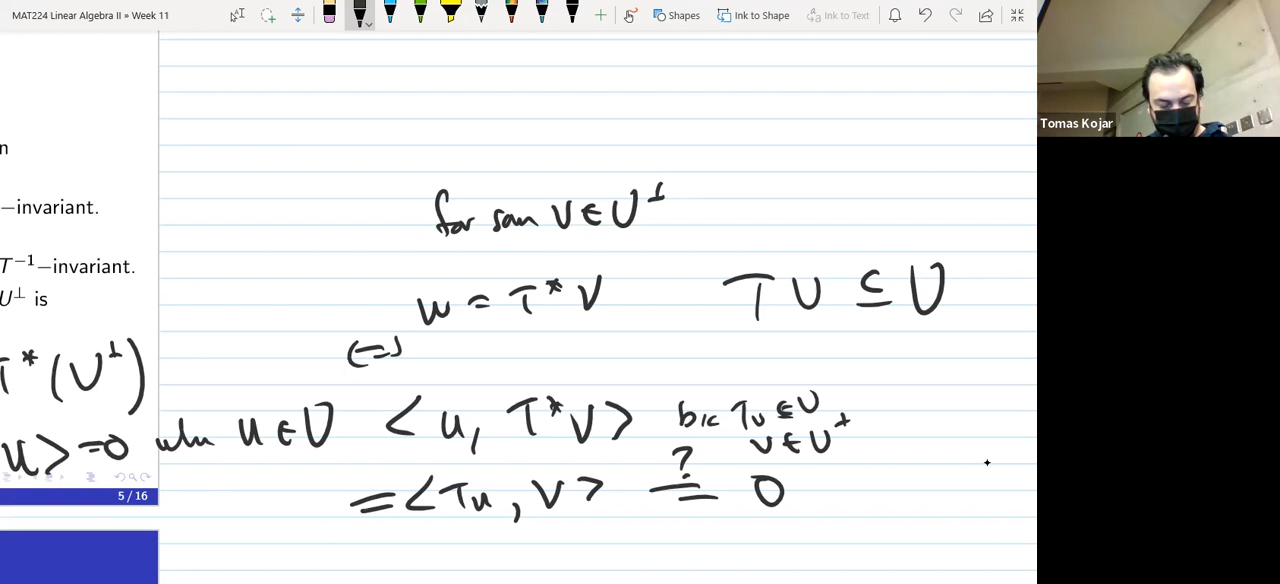 MAT224 Linear Algebra II » Week 11
Shapes
Ink to Shape
Ink to Text
Tomas Kojar
n
−invariant.
T⁻¹−invariant.
U⊥ is
T*(U⊥)
u> =0
5 / 16
for som V ∈ U⊥
w = T* V
TU ⊆ U
(=)
when u ∈ U < u, T* V >
b/c Tu ∈ U
V ∈ U⊥
= < Tu , V > ?= 0